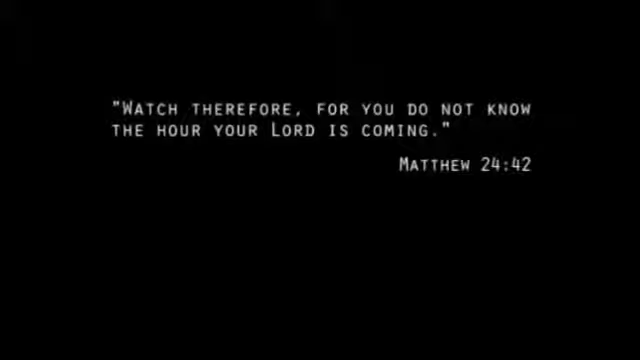 "Watch therefore, for you do not know
the hour your Lord is coming."
Matthew 24:42